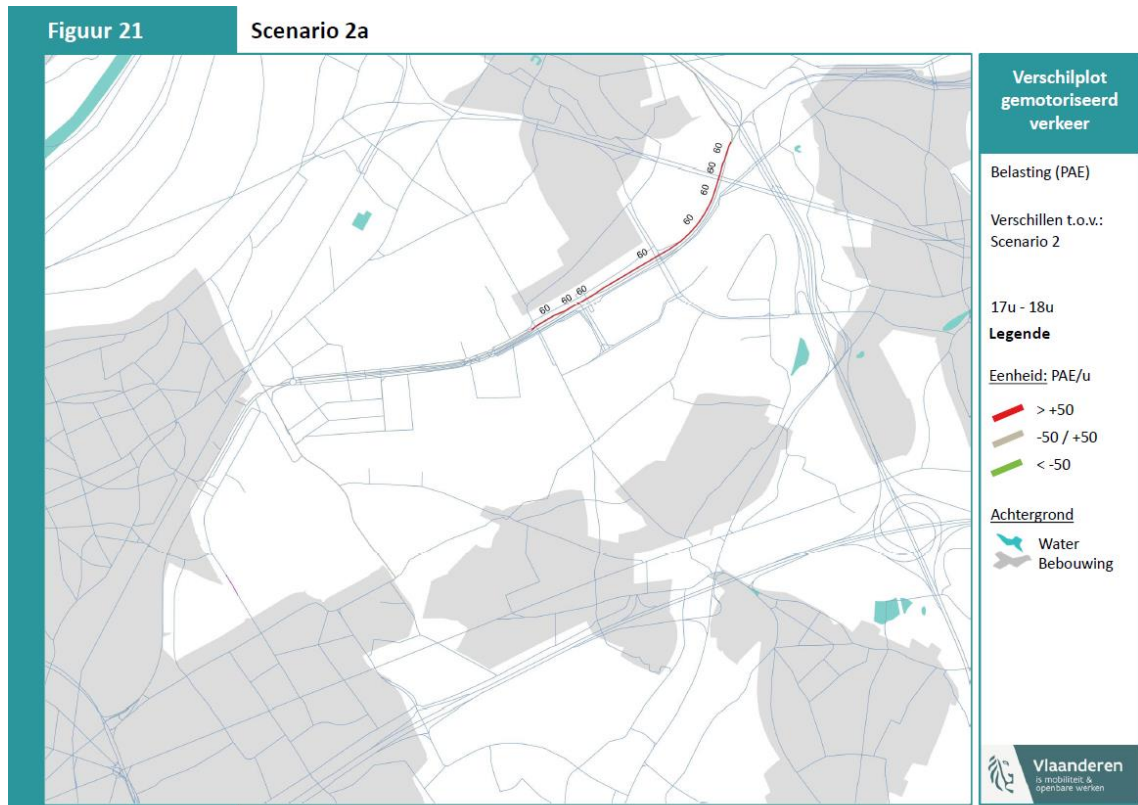 Figuur 21
Scenario 2a
Verschilplot
gemotoriseerd
verkeer
Belasting (PAE)
Verschillen t.o.v.:
Scenario 2
17u - 18u
Legende
Eenheid: PAE/u
> +50
-50 / +50
< -50
Achtergrond
Water
Bebouwing
60
60
60
60
60
60
60
60
Vlaanderen
is mobiliteit &
openbare werken